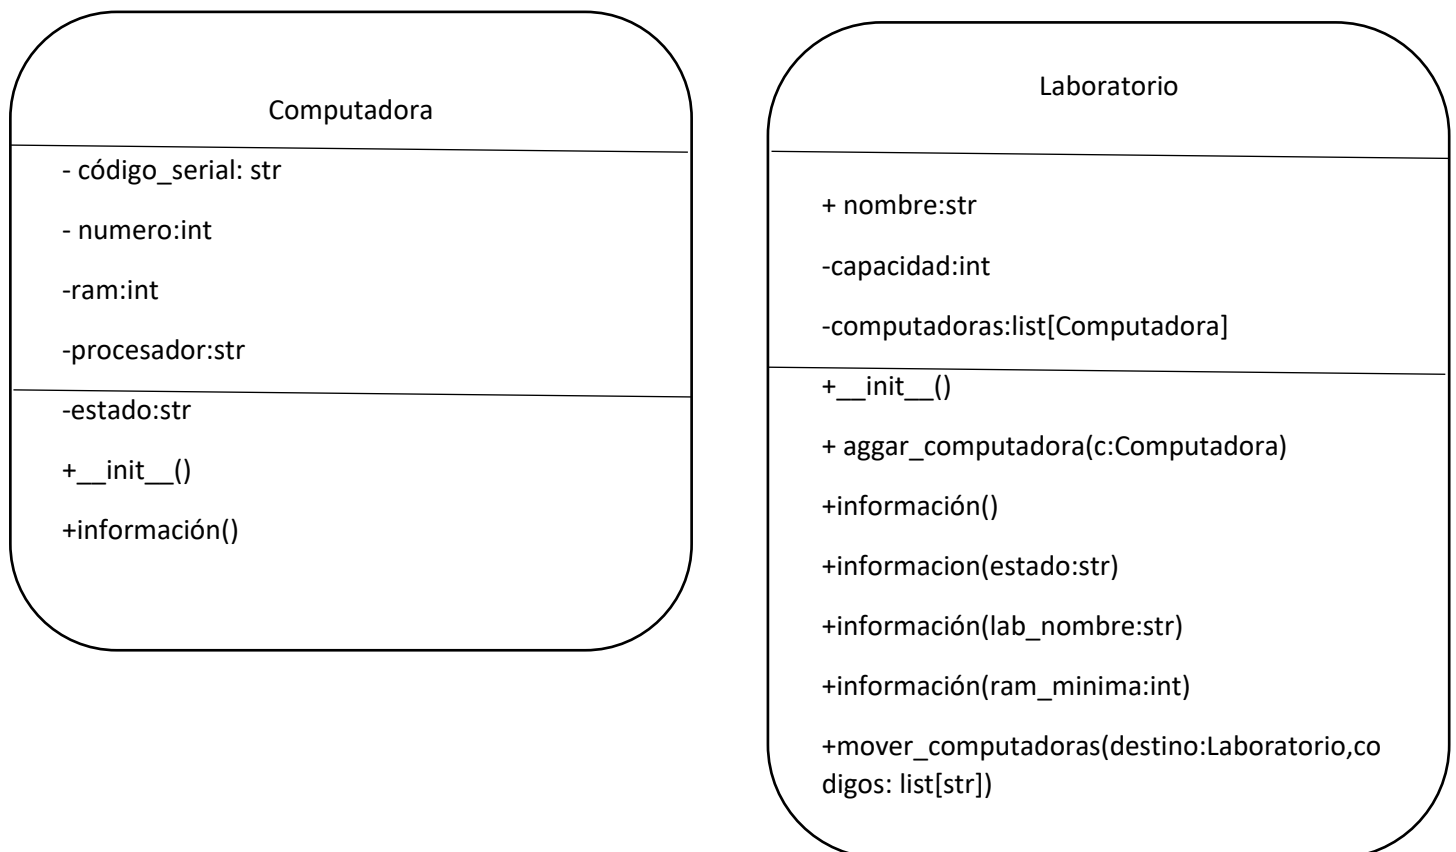 Computadora
- código_serial: str
- numero:int
-ram:int
-procesador:str
-estado:str
+__init__()
+información()
Laboratorio
+ nombre:str
-capacidad:int
-computadoras:list[Computadora]
+__init__()
+ aggar_computadora(c:Computadora)
+información()
+informacion(estado:str)
+información(lab_nombre:str)
+información(ram_minima:int)
+mover_computadoras(destino:Laboratorio,co
digos: list[str])